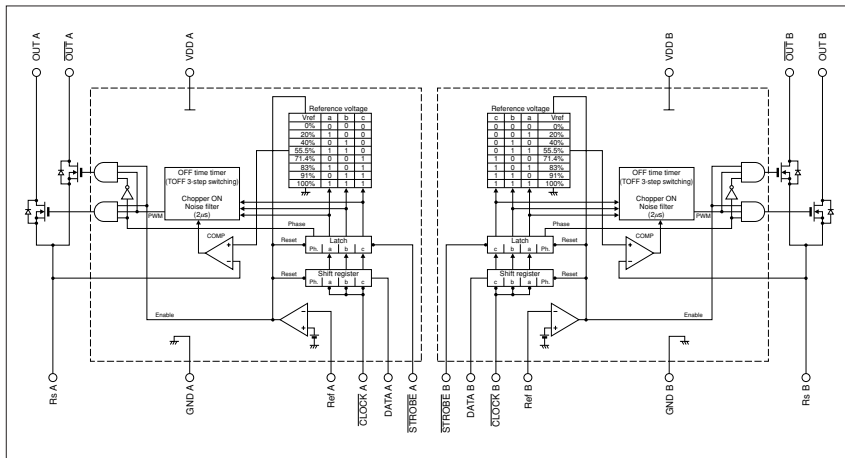 OUT A
OUT A
VDD A
Reference voltage
Vref a b c
0% 0 0 0
20% 1 0 0
40% 0 1 0
55.5% 1 1 0
71.4% 0 0 1
83% 1 0 1
91% 0 1 1
100% 1 1 1
OFF time timer
(TOFF 3-step switching)
Chopper ON
Noise filter
(2μs)
PWM
COMP
Phase
Reset
Latch
Ph. a b c
Reset
Shift register
Ph. a b c
Enable
Rs A
GND A
Ref A
CLOCK A
DATA A
STROBE A
VDD B
OUT B
OUT B
Reference voltage
c b a Vref
0 0 0 0%
0 0 1 20%
0 1 0 40%
0 1 1 55.5%
1 0 0 71.4%
1 0 1 83%
1 1 0 91%
1 1 1 100%
OFF time timer
(TOFF 3-step switching)
Chopper ON
Noise filter
(2μs)
PWM
COMP
Phase
Latch
c b a Ph.
Reset
Shift register
c b a Ph.
Reset
Enable
STROBE B
DATA B
CLOCK B
Ref B
GND B
Rs B